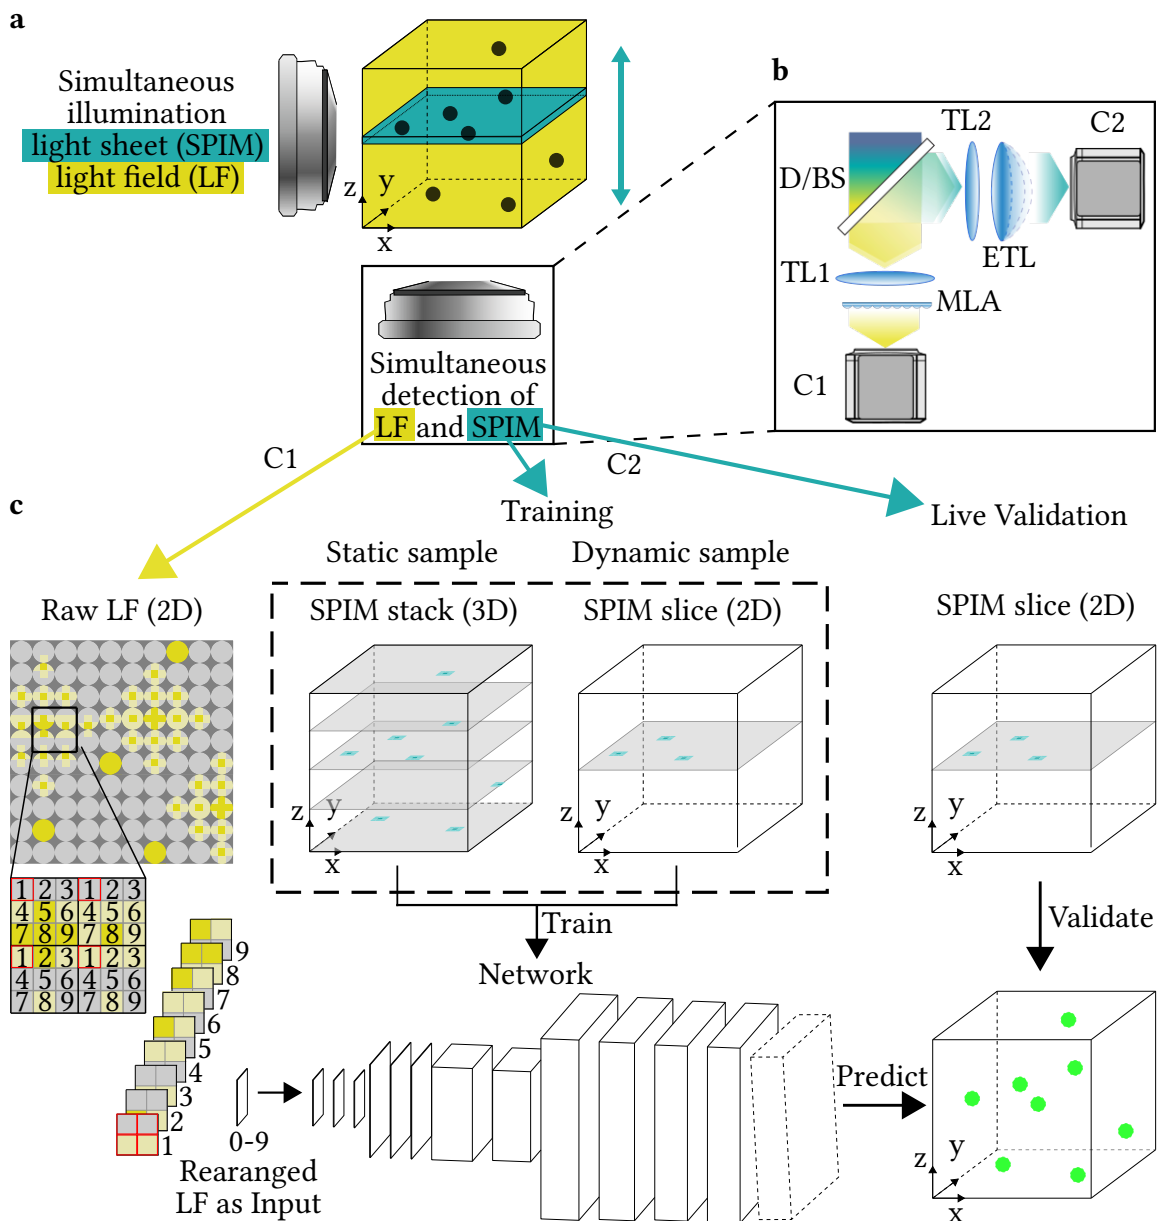 a
Simultaneous
illumination
light sheet (SPIM)
light field (LF)
z
y
x
b
TL2
C2
D/BS
ETL
TL1
MLA
C1
Simultaneous
detection of
LF and SPIM
C1
C2
c
Training
Live Validation
Static sample
Dynamic sample
Raw LF (2D)
SPIM stack (3D)
SPIM slice (2D)
SPIM slice (2D)
z
y
x
z
y
x
z
y
x
1 2 3 1 2 3
4 5 6 4 5 6
7 8 9 7 8 9
1 2 3 1 2 3
4 5 6 4 5 6
7 8 9 7 8 9
9
8
7
6
5
4
3
2
1
Train
Network
Validate
0-9
Rearanged
LF as Input
Predict
z
y
x